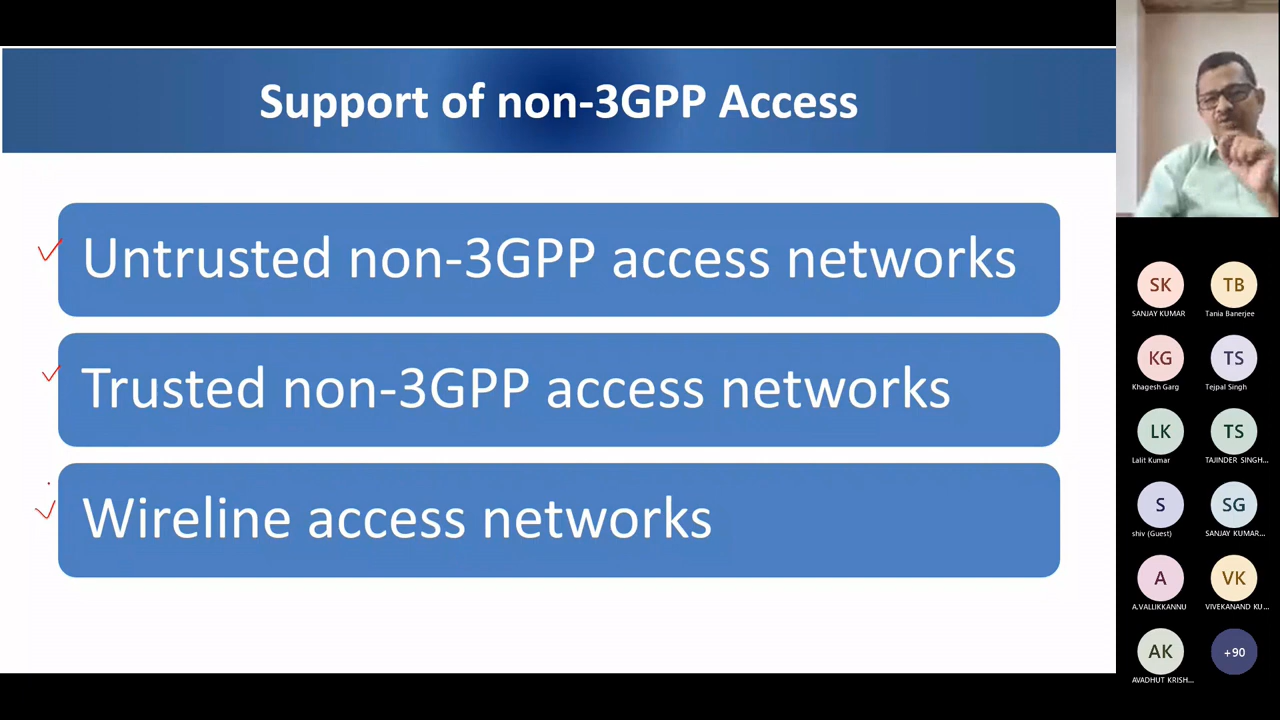 Support of non-3GPP Access
Untrusted non-3GPP access networks
Trusted non-3GPP access networks
Wireline access networks
SK
TB
SANJAY KUMAR
Tania Banerjee
KG
TS
Khagesh Garg
Tejpal Singh
LK
TS
Lalit Kumar
TAJINDER SINGH...
S
SG
shiv (Guest)
SANJAY KUMAR...
A
VK
A.VALLIKKANNU
VIVEKANAND KU...
AK
+90
AVADHUT KRISH...